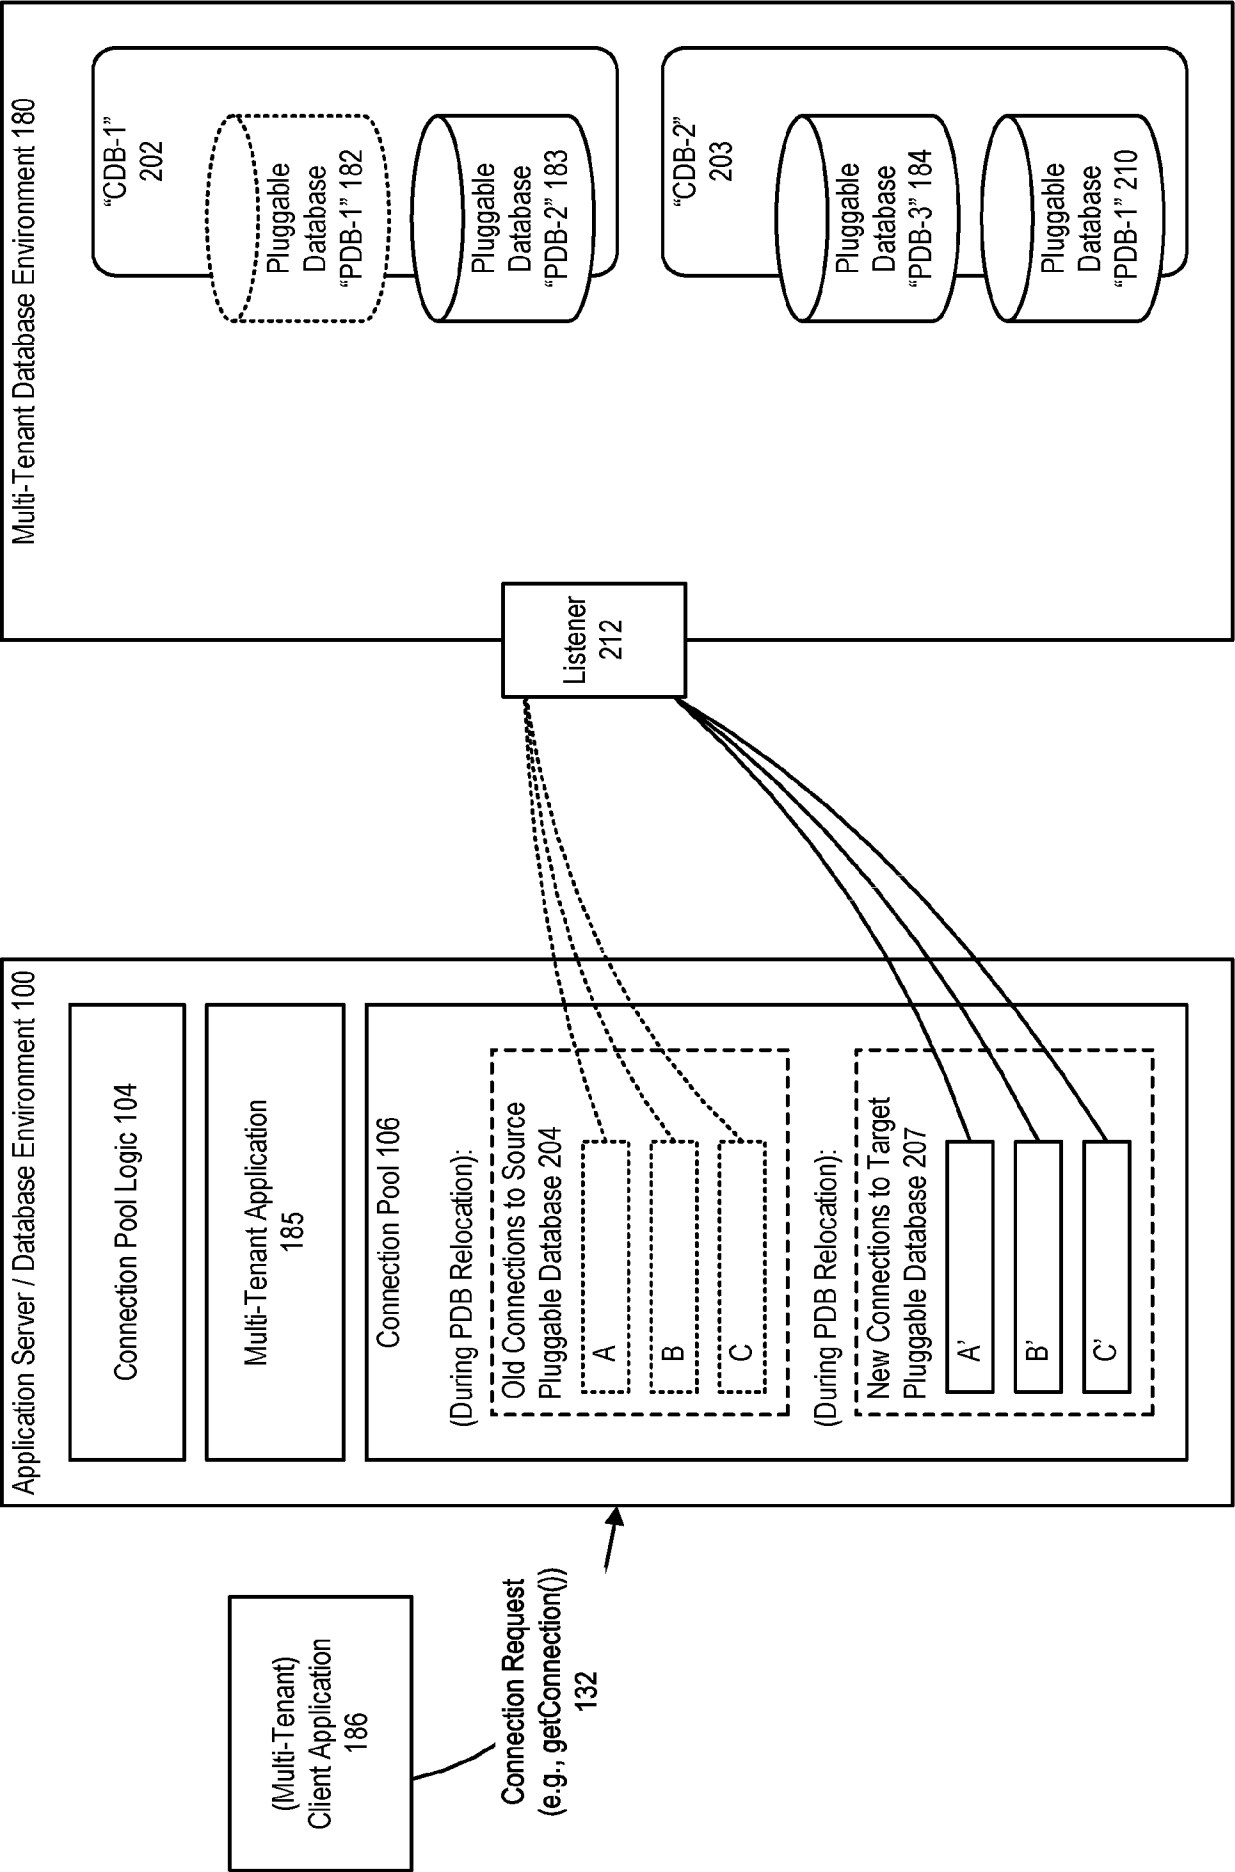 (Multi-Tenant)
Client Application
186
Connection Request
(e.g., getConnection())
132
Application Server / Database Environment 100
Connection Pool Logic 104
Multi-Tenant Application
185
Connection Pool 106
(During PDB Relocation):
Old Connections to Source
Pluggable Database 204
A
B
C
(During PDB Relocation):
New Connections to Target
Pluggable Database 207
A’
B’
C’
Listener
212
Multi-Tenant Database Environment 180
“CDB-1”
202
Pluggable
Database
“PDB-1” 182
Pluggable
Database
“PDB-2” 183
“CDB-2”
203
Pluggable
Database
“PDB-3” 184
Pluggable
Database
“PDB-1” 210